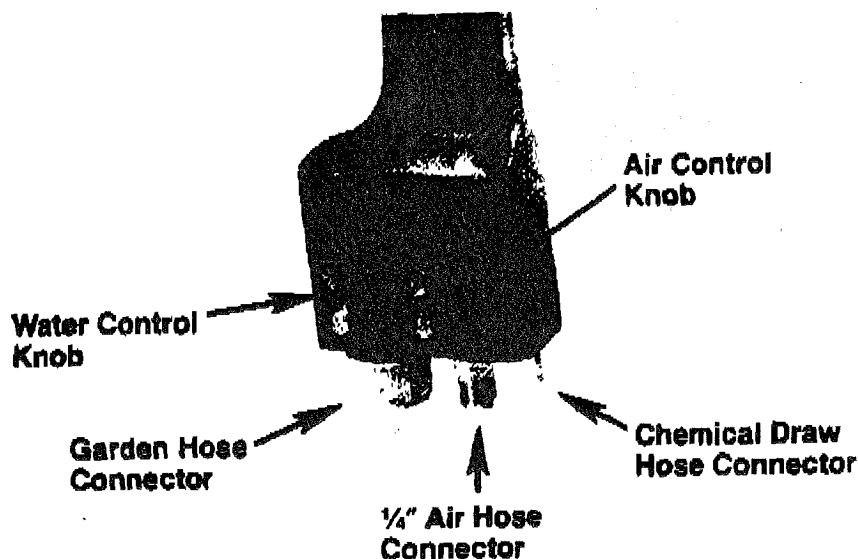 Air Control
Knob
Water Control
Knob
Garden Hose
Connector
Chemical Draw
Hose Connector
¼″ Air Hose
Connector